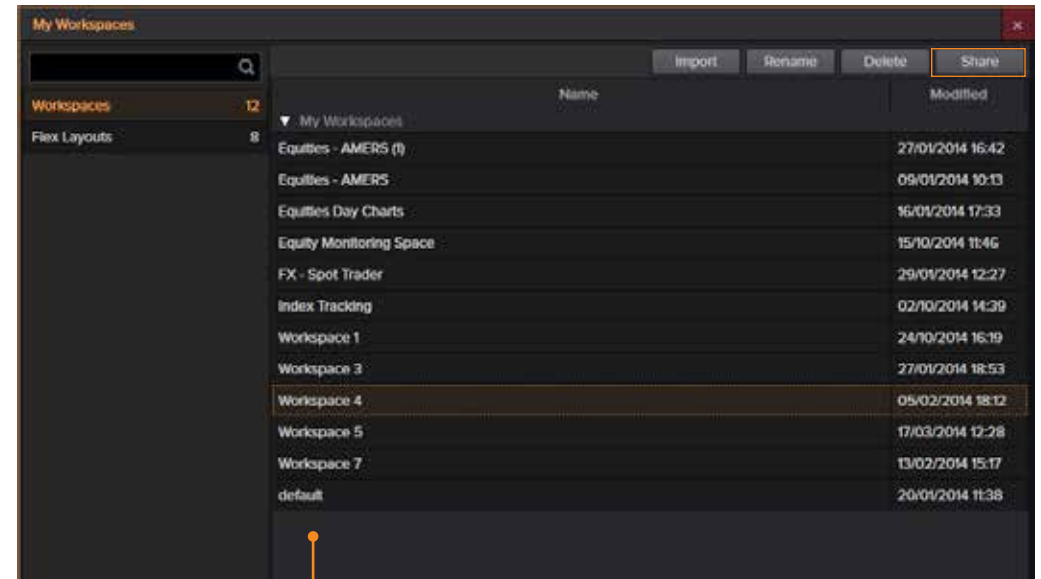 My Workspaces
Import Rename Delete Share
Workspaces 12
Flex Layouts 8
Name Modified
▼ My Workspaces
Equities - AMERS (1) 27/01/2014 16:42
Equities - AMERS 09/01/2014 10:13
Equities Day Charts 16/01/2014 17:33
Equity Monitoring Space 15/10/2014 11:46
FX - Spot Trader 29/01/2014 12:27
Index Tracking 02/10/2014 14:39
Workspace 1 24/10/2014 16:19
Workspace 3 27/01/2014 18:53
Workspace 4 05/02/2014 18:12
Workspace 5 17/03/2014 12:28
Workspace 7 13/02/2014 15:17
default 20/01/2014 11:38